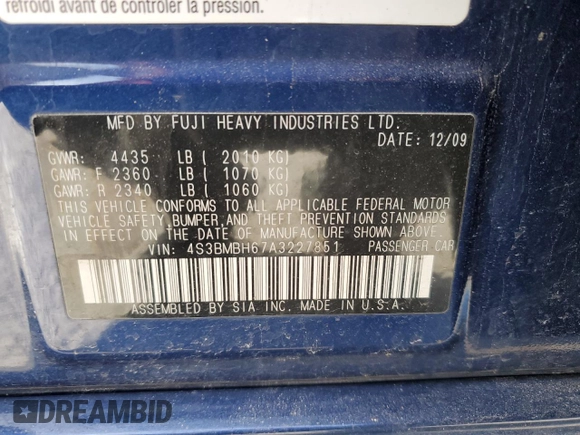 refroidi avant de contrôler la pression.
MFD BY FUJI HEAVY INDUSTRIES LTD.
DATE: 12/09
GVWR: 4435 LB ( 2010 KG)
GAWR: F 2360 LB ( 1070 KG)
GAWR: R 2340 LB ( 1060 KG)
THIS VEHICLE CONFORMS TO ALL APPLICABLE FEDERAL MOTOR
VEHICLE SAFETY, BUMPER, AND THEFT PREVENTION STANDARDS
IN EFFECT ON THE DATE OF MANUFACTURE SHOWN ABOVE.
VIN: 4S3BMBH67A3227851 PASSENGER CAR
ASSEMBLED BY SIA INC. MADE IN U.S.A.
DREAMBID